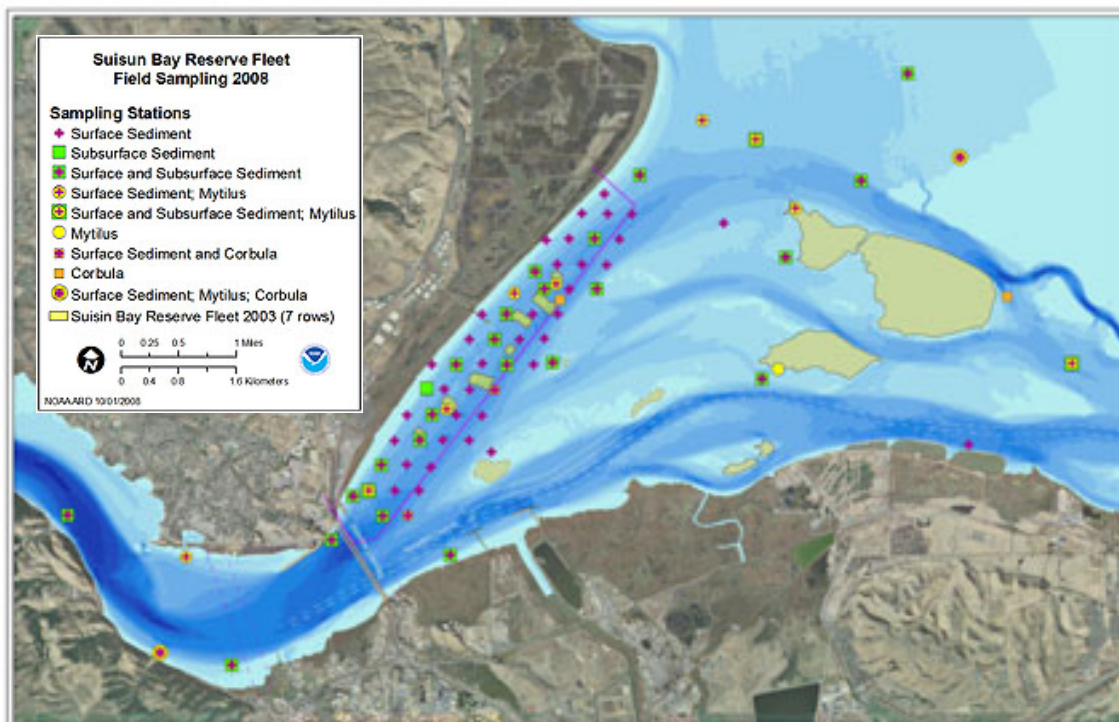 Suisun Bay Reserve Fleet
Field Sampling 2008
Sampling Stations
Surface Sediment
Subsurface Sediment
Surface and Subsurface Sediment
Surface Sediment; Mytilus
Surface and Subsurface Sediment; Mytilus
Mytilus
Surface Sediment and Corbula
Corbula
Surface Sediment; Mytilus; Corbula
Suisin Bay Reserve Fleet 2003 (7 rows)
N
0 0.25 0.5 1 Miles
0 0.4 0.8 1.6 Kilometers
NOAA ARD 10/01/2008